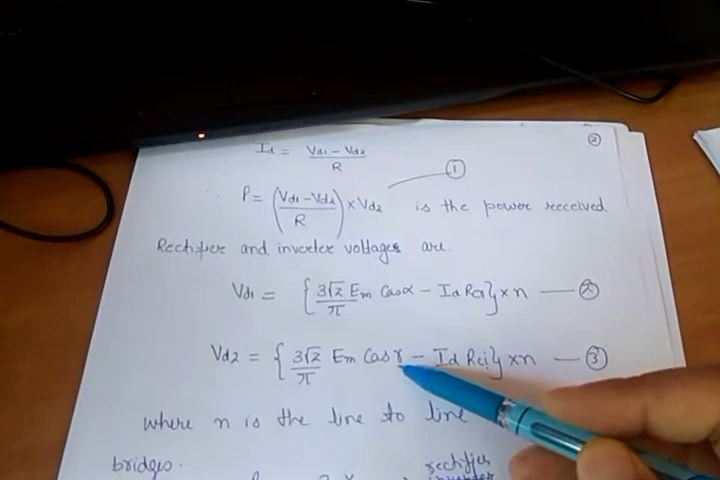 ②
Id = (Vd1 − Vd2) / R
P = ((Vd1 − Vd2) / R) × Vd2 ① is the power received
Rectifier and inverter voltages are.
Vd1 = { 3√2/π Em Cosα − Id Rcr } × n — ②
Vd2 = { 3√2/π Em Cosγ − Id Rci } × n — ③
where n is the line to line
bridges.
rectifier
inverter